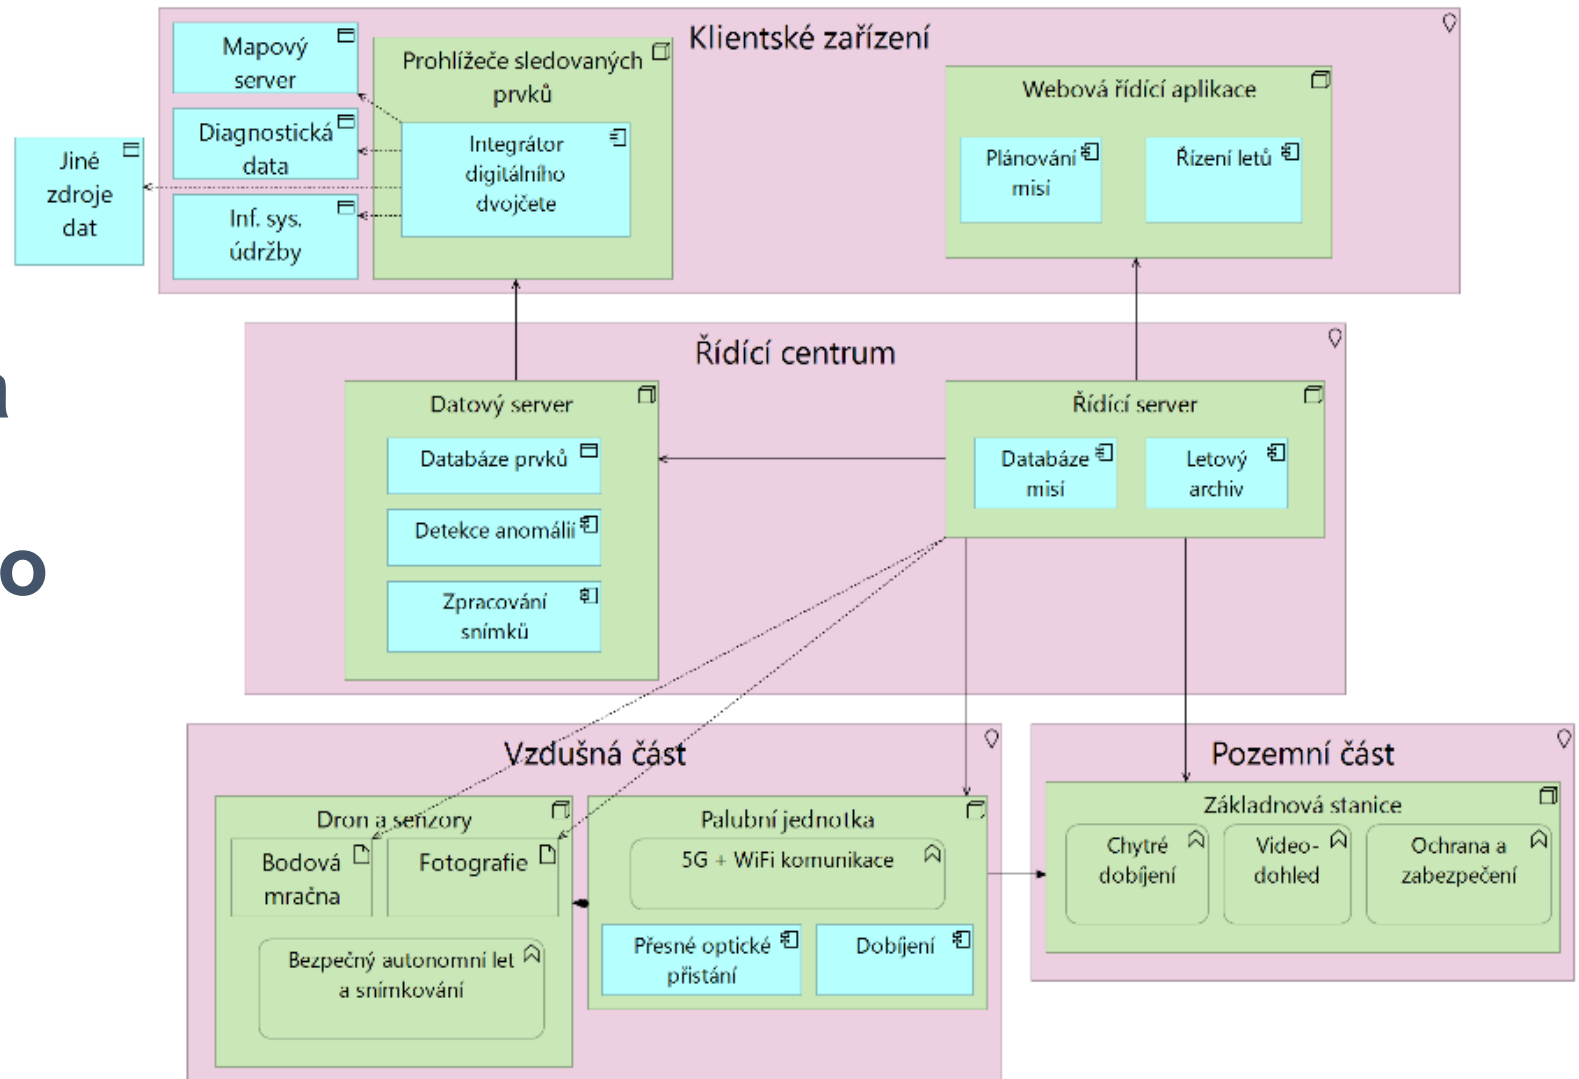 Klientské zařízení
Mapový
server
Diagnostická
data
Inf. sys.
údržby
Jiné
zdroje
dat
Prohlížeče sledovaných
prvků
Integrátor
digitálního
dvojčete
Webová řídící aplikace
Plánování
misí
Řízení letů
Řídící centrum
Datový server
Databáze prvků
Detekce anomálií
Zpracování
snímků
Řídící server
Databáze
misí
Letový
archiv
a
o
Vzdušná část
Dron a senzory
Bodová
mračna
Fotografie
Bezpečný autonomní let
a snímkování
Palubní jednotka
5G + WiFi komunikace
Přesné optické
přistání
Dobíjení
Pozemní část
Základnová stanice
Chytré
dobíjení
Video-
dohled
Ochrana a
zabezpečení